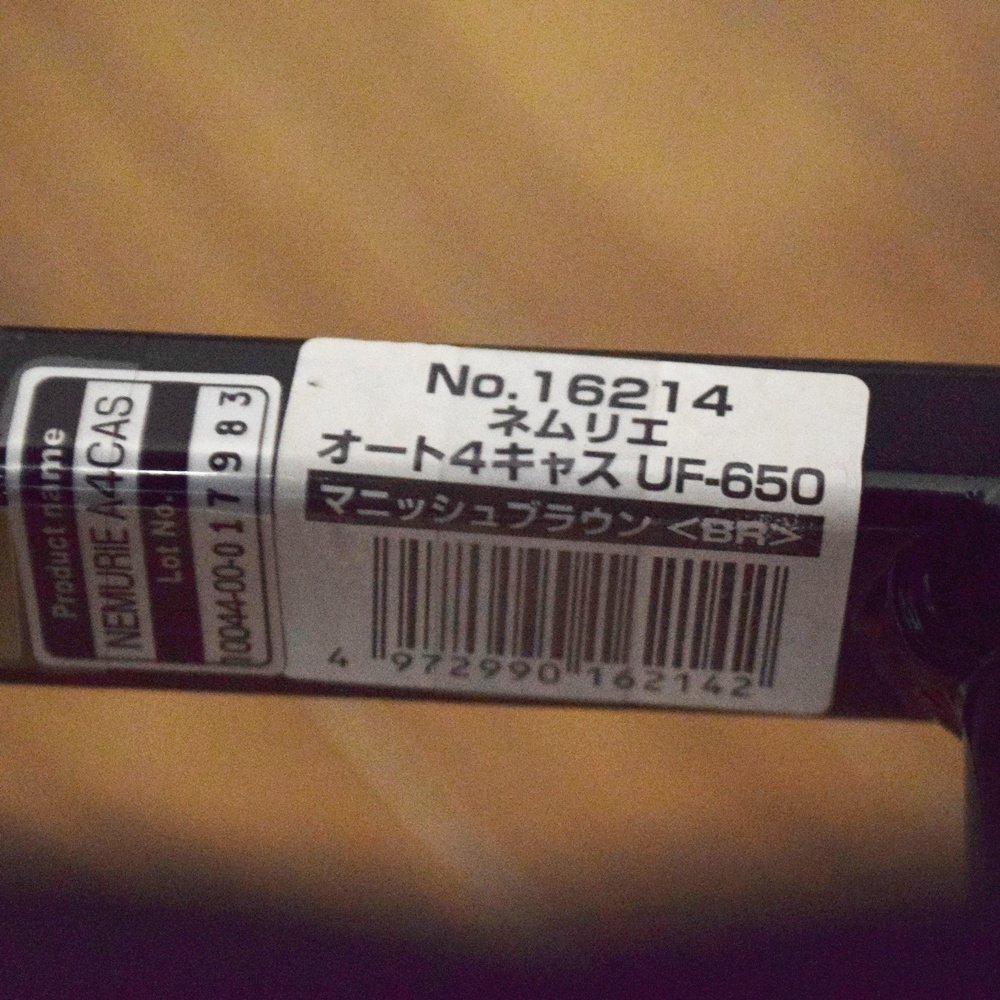 Product name
NEMURIE A4CAS
Lot No.
10044-00-017983
No.16214
ネムリエ
オート4キャス UF-650
マニッシュブラウン <BR>
4 972990 162142